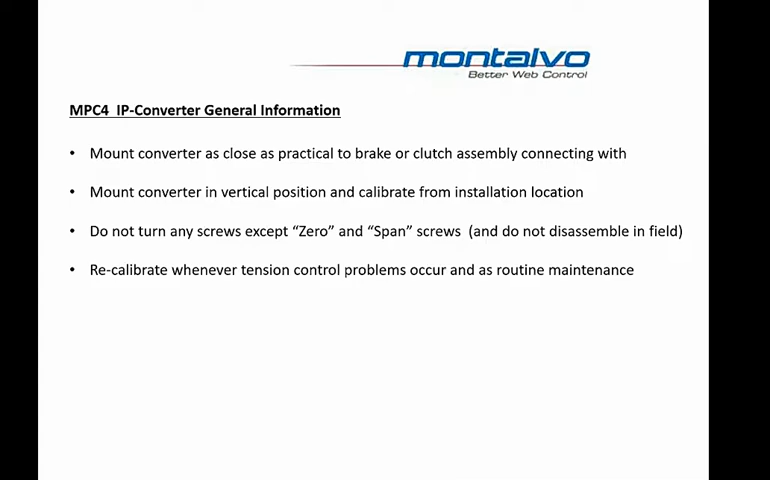 montalvo
Better Web Control
MPC4 IP-Converter General Information
• Mount converter as close as practical to brake or clutch assembly connecting with
• Mount converter in vertical position and calibrate from installation location
• Do not turn any screws except “Zero” and “Span” screws (and do not disassemble in field)
• Re-calibrate whenever tension control problems occur and as routine maintenance